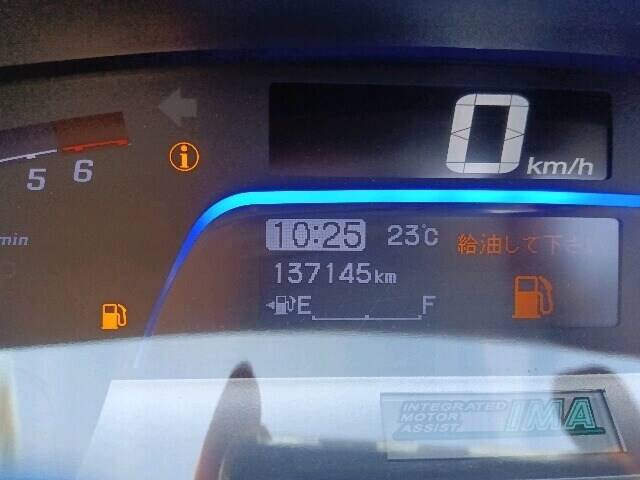 0 km/h
5 6
min
10:25 23℃ 給油して下さい
137145km
E F
INTEGRATED
MOTOR
ASSIST
IMA